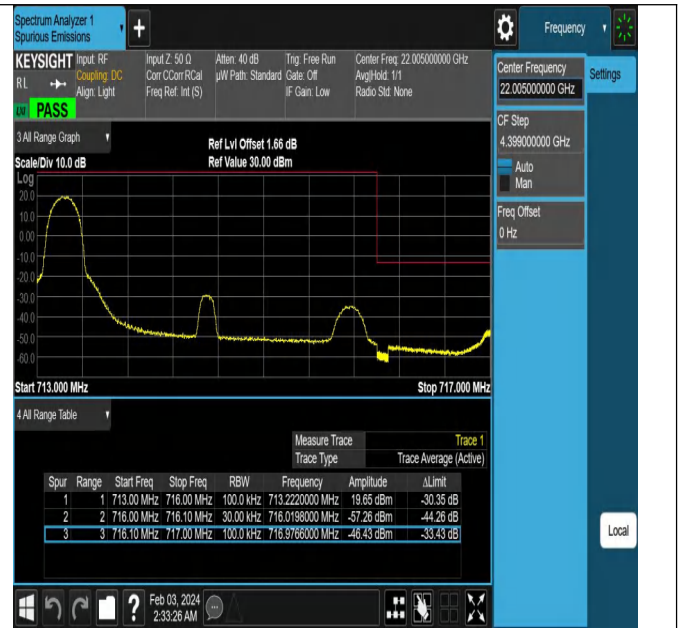 Spectrum Analyzer 1
Spurious Emissions
Frequency
KEYSIGHT Input: RF Input Z: 50 Ω Atten: 40 dB Trig: Free Run Center Freq: 22.005000000 GHz
RL Coupling: DC Corr CCorr RCal µW Path: Standard Gate: Off Avg|Hold: 1/1
Align: Light Freq Ref: Int (S) IF Gain: Low Radio Std: None
PASS
Center Frequency
22.005000000 GHz
Settings
CF Step
4.399000000 GHz
Auto
Man
Freq Offset
0 Hz
3 All Range Graph
Ref Lvl Offset 1.66 dB
Scale/Div 10.0 dB Ref Value 30.00 dBm
Log
20.0
10.0
0.00
-10.0
-20.0
-30.0
-40.0
-50.0
-60.0
Start 713.000 MHz Stop 717.000 MHz
4 All Range Table
Measure Trace Trace 1
Trace Type Trace Average (Active)
Spur Range Start Freq Stop Freq RBW Frequency Amplitude ΔLimit
1 1 713.00 MHz 716.00 MHz 100.0 kHz 713.2220000 MHz 19.65 dBm -30.35 dB
2 2 716.00 MHz 716.10 MHz 30.00 kHz 716.0198000 MHz -57.26 dBm -44.26 dB
3 3 716.10 MHz 717.00 MHz 100.0 kHz 716.9766000 MHz -46.43 dBm -33.43 dB
Local
Feb 03, 2024
2:33:26 AM